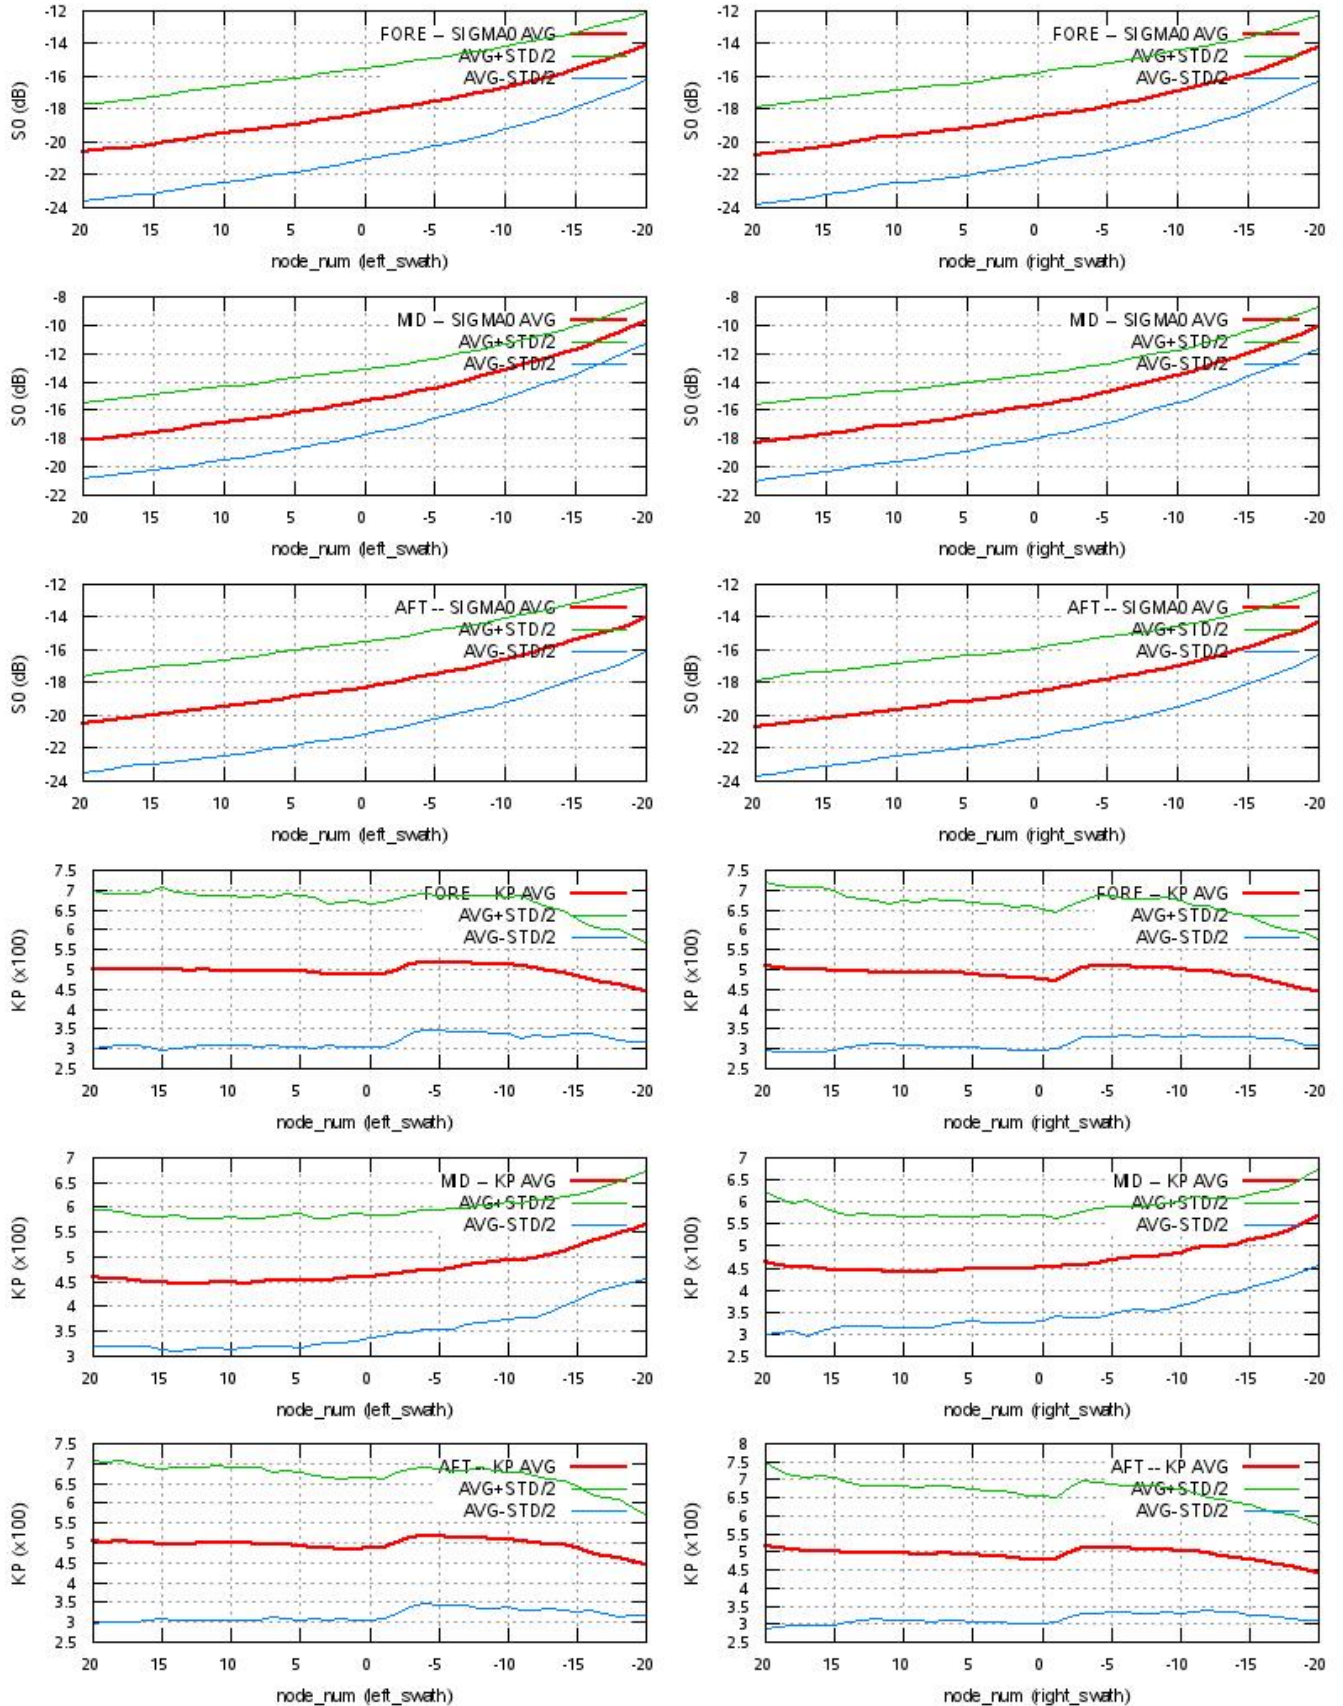 FORE -- SIGMA0 AVG
AVG+STD/2
AVG-STD/2
S0 (dB)
-12
-14
-16
-18
-20
-22
-24
20 15 10 5 0 -5 -10 -15 -20
node_num (left_swath)
FORE -- SIGMA0 AVG
AVG+STD/2
AVG-STD/2
S0 (dB)
-12
-14
-16
-18
-20
-22
-24
20 15 10 5 0 -5 -10 -15 -20
node_num (right_swath)
MID -- SIGMA0 AVG
AVG+STD/2
AVG-STD/2
S0 (dB)
-8
-10
-12
-14
-16
-18
-20
-22
20 15 10 5 0 -5 -10 -15 -20
node_num (left_swath)
MID -- SIGMA0 AVG
AVG+STD/2
AVG-STD/2
S0 (dB)
-8
-10
-12
-14
-16
-18
-20
-22
20 15 10 5 0 -5 -10 -15 -20
node_num (right_swath)
AFT -- SIGMA0 AVG
AVG+STD/2
AVG-STD/2
S0 (dB)
-12
-14
-16
-18
-20
-22
-24
20 15 10 5 0 -5 -10 -15 -20
node_num (left_swath)
AFT -- SIGMA0 AVG
AVG+STD/2
AVG-STD/2
S0 (dB)
-12
-14
-16
-18
-20
-22
-24
20 15 10 5 0 -5 -10 -15 -20
node_num (right_swath)
FORE -- KP AVG
AVG+STD/2
AVG-STD/2
KP (x100)
7.5
7
6.5
6
5.5
5
4.5
4
3.5
3
2.5
20 15 10 5 0 -5 -10 -15 -20
node_num (left_swath)
FORE -- KP AVG
AVG+STD/2
AVG-STD/2
KP (x100)
7.5
7
6.5
6
5.5
5
4.5
4
3.5
3
2.5
20 15 10 5 0 -5 -10 -15 -20
node_num (right_swath)
MID -- KP AVG
AVG+STD/2
AVG-STD/2
KP (x100)
7
6.5
6
5.5
5
4.5
4
3.5
3
20 15 10 5 0 -5 -10 -15 -20
node_num (left_swath)
MID -- KP AVG
AVG+STD/2
AVG-STD/2
KP (x100)
7
6.5
6
5.5
5
4.5
4
3.5
3
2.5
20 15 10 5 0 -5 -10 -15 -20
node_num (right_swath)
AFT -- KP AVG
AVG+STD/2
AVG-STD/2
KP (x100)
7.5
7
6.5
6
5.5
5
4.5
4
3.5
3
2.5
20 15 10 5 0 -5 -10 -15 -20
node_num (left_swath)
AFT -- KP AVG
AVG+STD/2
AVG-STD/2
KP (x100)
8
7.5
7
6.5
6
5.5
5
4.5
4
3.5
3
2.5
20 15 10 5 0 -5 -10 -15 -20
node_num (right_swath)